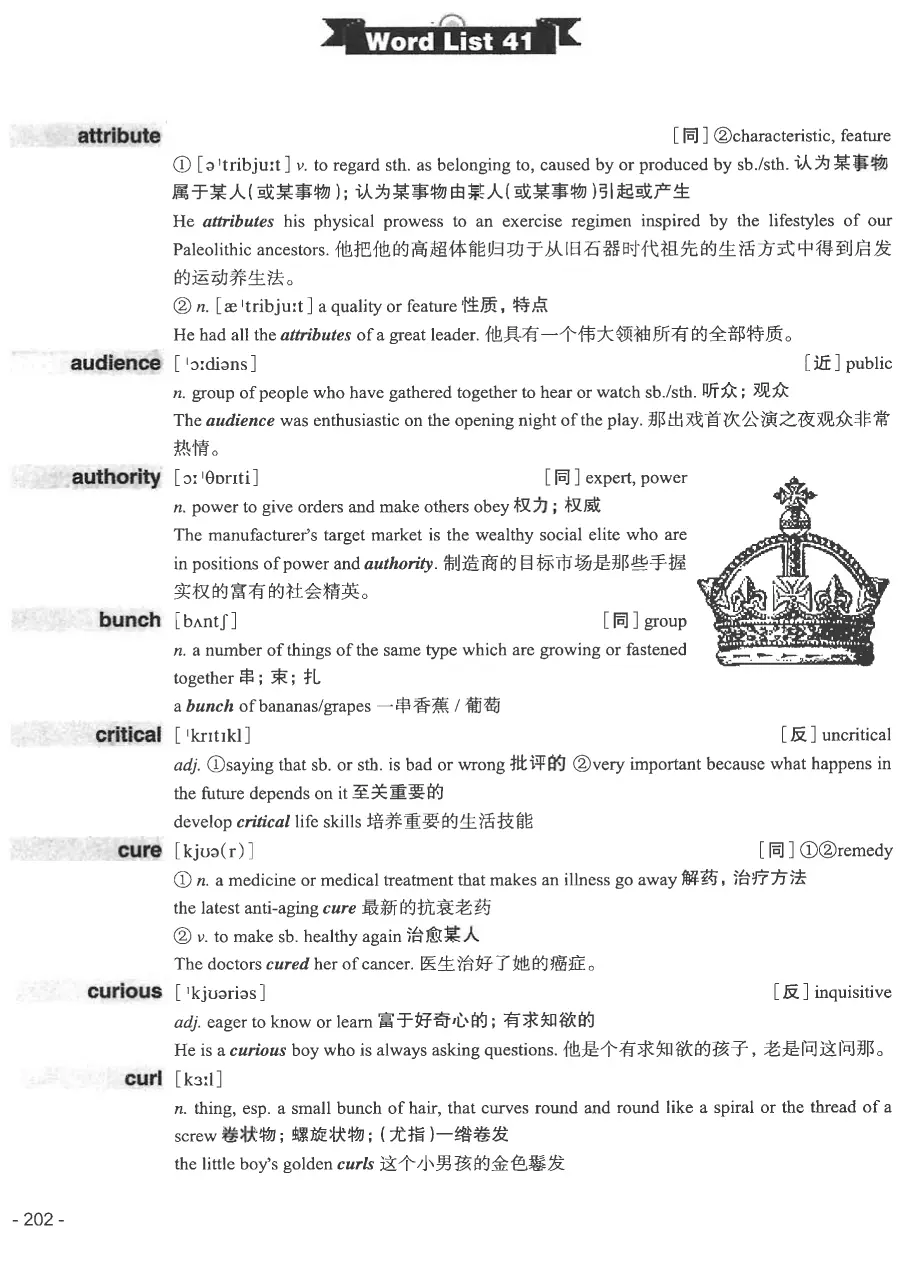 Word List 41
attribute [同]②characteristic, feature
① [əˈtribjuːt] v. to regard sth. as belonging to, caused by or produced by sb./sth. 认为某事物
属于某人(或某事物); 认为某事物由某人(或某事物)引起或产生
He attributes his physical prowess to an exercise regimen inspired by the lifestyles of our
Paleolithic ancestors. 他把他的高超体能归功于从旧石器时代祖先的生活方式中得到启发
的运动养生法。
② n. [æˈtribjuːt] a quality or feature 性质, 特点
He had all the attributes of a great leader. 他具有一个伟大领袖所有的全部特质。
audience [ˈɔːdiəns] [近] public
n. group of people who have gathered together to hear or watch sb./sth. 听众; 观众
The audience was enthusiastic on the opening night of the play. 那出戏首次公演之夜观众非常
热情。
authority [ɔːˈθɒrɪti] [同] expert, power
n. power to give orders and make others obey 权力; 权威
The manufacturer's target market is the wealthy social elite who are
in positions of power and authority. 制造商的目标市场是那些手握
实权的富有的社会精英。
bunch [bʌntʃ] [同] group
n. a number of things of the same type which are growing or fastened
together 串; 束; 扎
a bunch of bananas/grapes 一串香蕉 / 葡萄
critical [ˈkrɪtɪkl] [反] uncritical
adj. ①saying that sb. or sth. is bad or wrong 批评的 ②very important because what happens in
the future depends on it 至关重要的
develop critical life skills 培养重要的生活技能
cure [kjʊə(r)] [同]①②remedy
① n. a medicine or medical treatment that makes an illness go away 解药, 治疗方法
the latest anti-aging cure 最新的抗衰老药
② v. to make sb. healthy again 治愈某人
The doctors cured her of cancer. 医生治好了她的癌症。
curious [ˈkjʊəriəs] [反] inquisitive
adj. eager to know or learn 富于好奇心的; 有求知欲的
He is a curious boy who is always asking questions. 他是个有求知欲的孩子, 老是问这问那。
curl [kɜːl]
n. thing, esp. a small bunch of hair, that curves round and round like a spiral or the thread of a
screw 卷状物; 螺旋状物; (尤指)一绺卷发
the little boy's golden curls 这个小男孩的金色鬈发
- 202 -